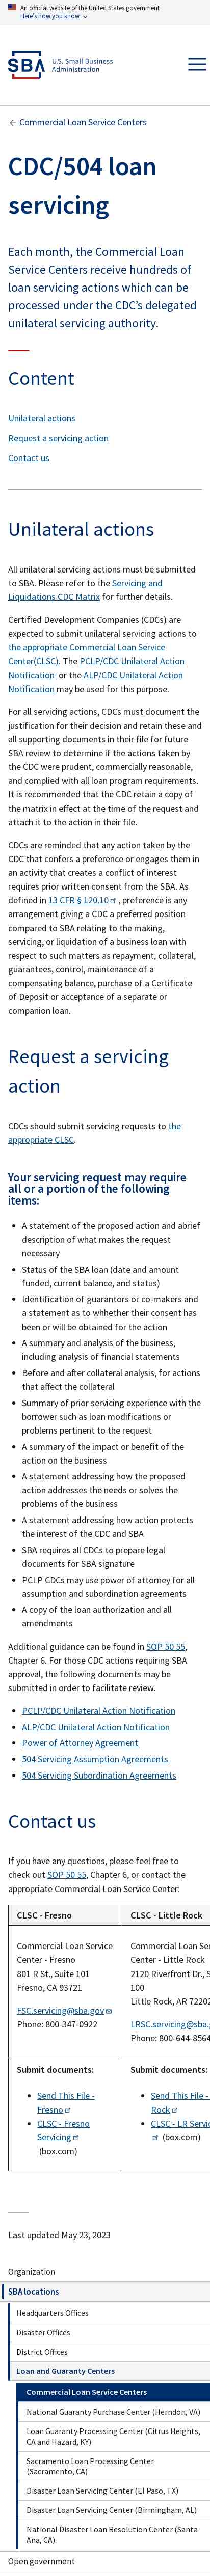 An official website of the United States government
Here's how you know
SBA
U.S. Small Business
Administration
Commercial Loan Service Centers
CDC/504 loan
servicing
Each month, the Commercial Loan
Service Centers receive hundreds of
loan servicing actions which can be
processed under the CDC's delegated
unilateral servicing authority.
Content
Unilateral actions
Request a servicing action
Contact us
Unilateral actions
All unilateral servicing actions must be submitted
to SBA. Please refer to the Servicing and
Liquidations CDC Matrix for further details.
Certified Development Companies (CDCs) are
expected to submit unilateral servicing actions to
the appropriate Commercial Loan Service
Center(CLSC). The PCLP/CDC Unilateral Action
Notification or the ALP/CDC Unilateral Action
Notification may be used for this purpose.
For all servicing actions, CDCs must document the
justification for their decision and retain these and
all supporting documents in their file for future
SBA review to determine if the actions taken by
CDC were prudent, commercially reasonable, and
complied with all loan program requirements.
It is recommended that the CDC retain a copy of
the matrix in effect at the time of the request and
attach it to the action in their file.
CDCs are reminded that any action taken by the
CDC that confers a preference or engages them in
an activity that creates a conflict of interest
requires prior written consent from the SBA. As
defined in 13 CFR § 120.10 , preference is any
arrangement giving a CDC a preferred position
compared to SBA relating to the making,
servicing, or liquidation of a business loan with
respect to such matters as repayment, collateral,
guarantees, control, maintenance of a
compensating balance, purchase of a Certificate
of Deposit or acceptance of a separate or
companion loan.
Request a servicing
action
CDCs should submit servicing requests to the
appropriate CLSC.
Your servicing request may require
all or a portion of the following
items:
A statement of the proposed action and abrief
description of what makes the request
necessary
Status of the SBA loan (date and amount
funded, current balance, and status)
Identification of guarantors or co-makers and
a statement as to whhether their consent has
been or will be obtained for the action
A summary and analysis of the business,
including analysis of financial statements
Before and after collateral analysis, for actions
that affect the collateral
Summary of prior servicing experience with the
borrower such as loan modifications or
problems pertinent to the request
A summary of the impact or benefit of the
action on the business
A statement addressing how the proposed
action addresses the needs or solves the
problems of the business
A statement addressing how action protects
the interest of the CDC and SBA
SBA requires all CDCs to prepare legal
documents for SBA signature
PCLP CDCs may use power of attorney for all
assumption and subordination agreements
A copy of the loan authorization and all
amendments
Additional guidance can be found in SOP 50 55,
Chapter 6. For those CDC actions requiring SBA
approval, the following documents may be
submitted in order to facilitate review.
PCLP/CDC Unilateral Action Notification
ALP/CDC Unilateral Action Notification
Power of Attorney Agreement
504 Servicing Assumption Agreements
504 Servicing Subordination Agreements
Contact us
If you have any questions, please feel free to
check out SOP 50 55, Chapter 6, or contact the
appropriate Commercial Loan Service Center:
CLSC - Fresno
CLSC - Little Rock
Commercial Loan Service
Center - Fresno
801 R St., Suite 101
Fresno, CA 93721
FSC.servicing@sba.gov
Phone: 800-347-0922
Commercial Loan Ser
Center - Little Rock
2120 Riverfront Dr., S
100
Little Rock, AR 72202
LRSC.servicing@sba.
Phone: 800-644-8564
Submit documents:
Send This File -
Fresno
CLSC - Fresno
Servicing
(box.com)
Submit documents:
Send This File -
Rock
CLSC - LR Servic
(box.com)
Last updated May 23, 2023
Organization
SBA locations
Headquarters Offices
Disaster Offices
District Offices
Loan and Guaranty Centers
Commercial Loan Service Centers
National Guaranty Purchase Center (Herndon, VA)
Loan Guaranty Processing Center (Citrus Heights,
CA and Hazard, KY)
Sacramento Loan Processing Center
(Sacramento, CA)
Disaster Loan Servicing Center (El Paso, TX)
Disaster Loan Servicing Center (Birmingham, AL)
National Disaster Loan Resolution Center (Santa
Ana, CA)
Open government